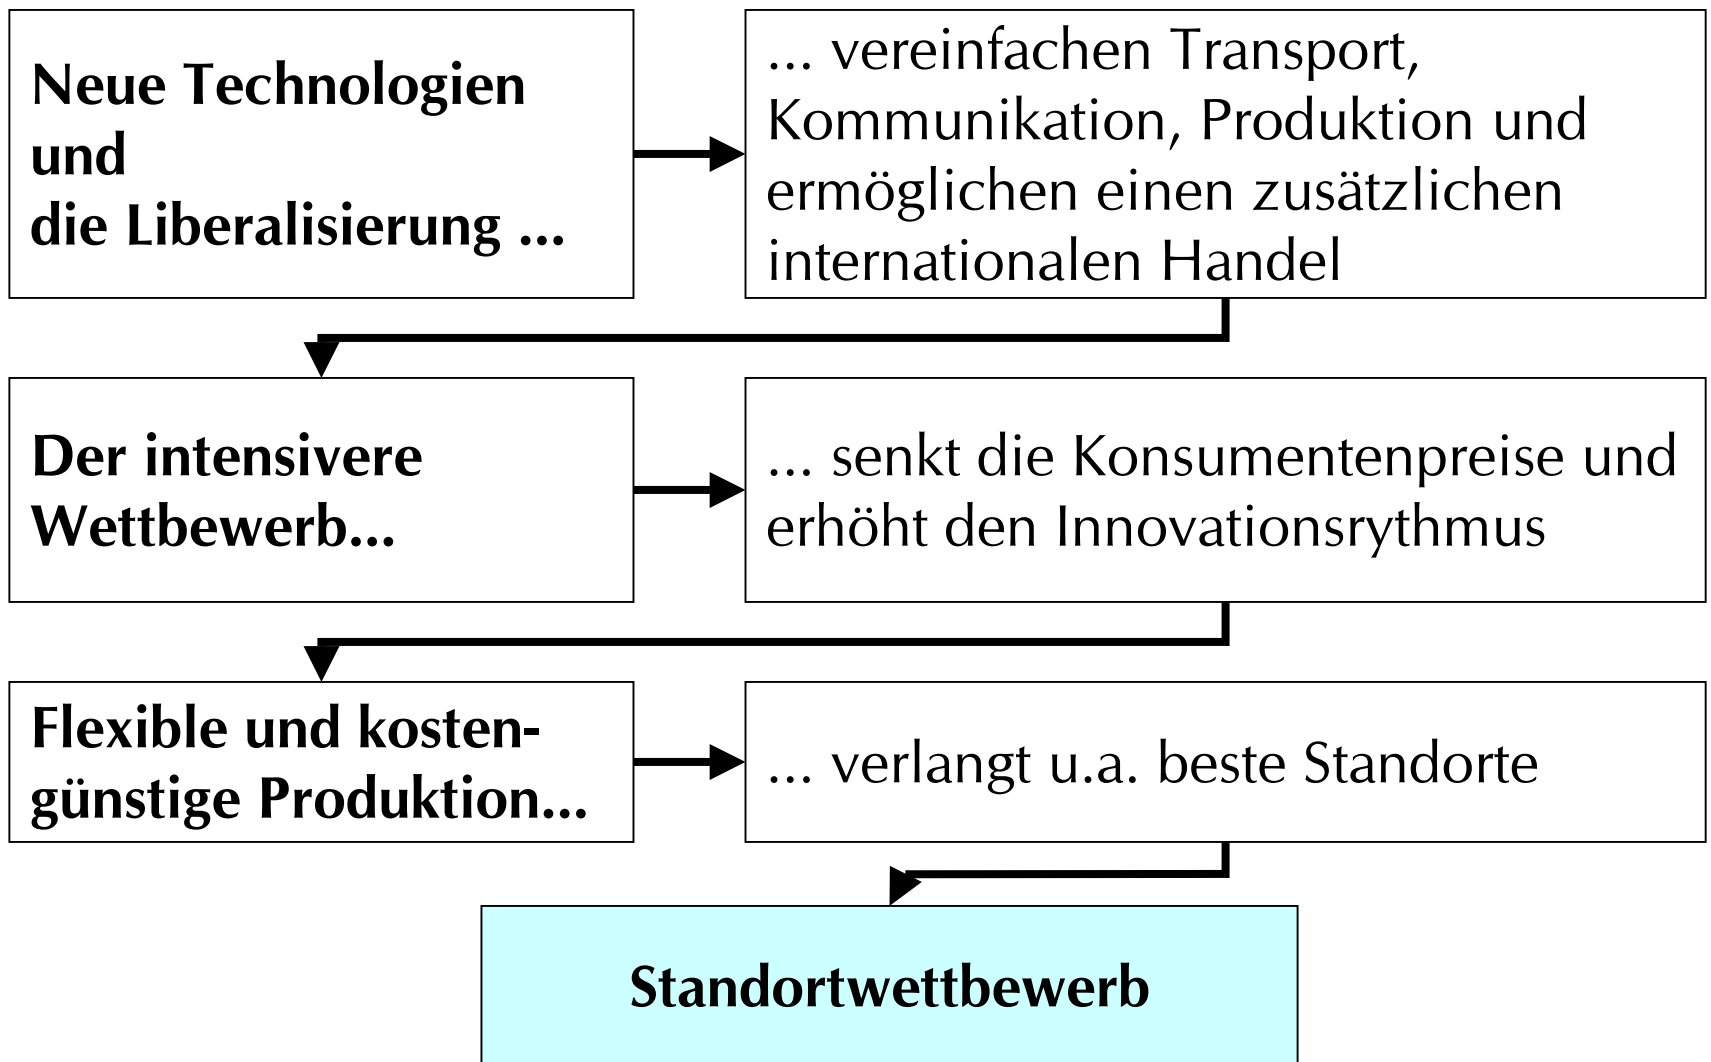 Neue Technologien
und
die Liberalisierung ...
... vereinfachen Transport,
Kommunikation, Produktion und
ermöglichen einen zusätzlichen
internationalen Handel
Der intensivere
Wettbewerb...
... senkt die Konsumentenpreise und
erhöht den Innovationsrythmus
Flexible und kosten-
günstige Produktion...
... verlangt u.a. beste Standorte
Standortwettbewerb